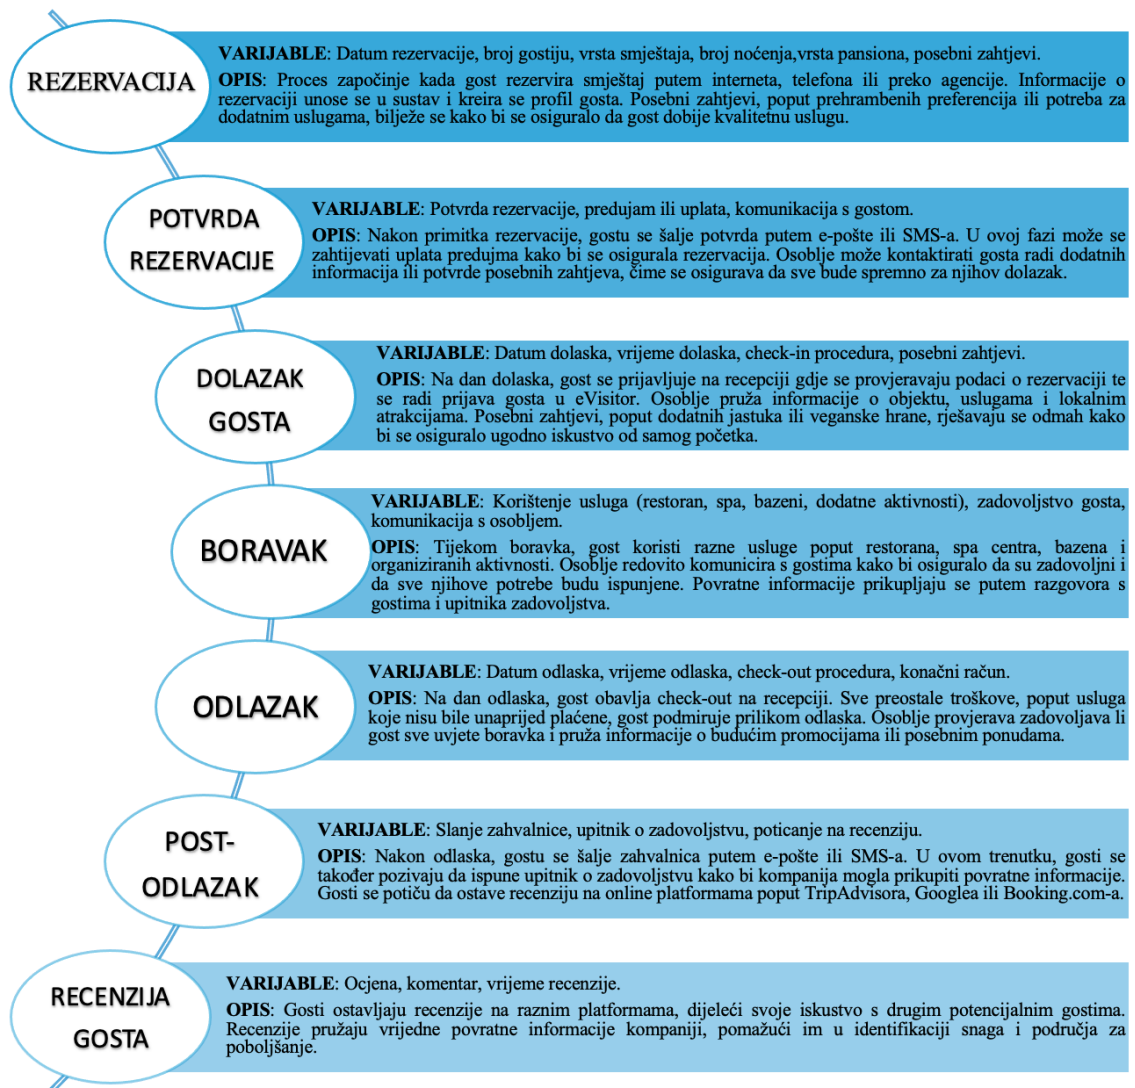 REZERVACIJA
VARIJABLE: Datum rezervacije, broj gostiju, vrsta smještaja, broj noćenja,vrsta pansiona, posebni zahtjevi.
OPIS: Proces započinje kada gost rezervira smještaj putem interneta, telefona ili preko agencije. Informacije o
rezervaciji unose se u sustav i kreira se profil gosta. Posebni zahtjevi, poput prehrambenih preferencija ili potreba za
dodatnim uslugama, bilježe se kako bi se osiguralo da gost dobije kvalitetnu uslugu.
POTVRDA
REZERVACIJE
VARIJABLE: Potvrda rezervacije, predujam ili uplata, komunikacija s gostom.
OPIS: Nakon primitka rezervacije, gostu se šalje potvrda putem e-pošte ili SMS-a. U ovoj fazi može se
zahtijevati uplata predujma kako bi se osigurala rezervacija. Osoblje može kontaktirati gosta radi dodatnih
informacija ili potvrde posebnih zahtjeva, čime se osigurava da sve bude spremno za njihov dolazak.
DOLAZAK
GOSTA
VARIJABLE: Datum dolaska, vrijeme dolaska, check-in procedura, posebni zahtjevi.
OPIS: Na dan dolaska, gost se prijavljuje na recepciji gdje se provjeravaju podaci o rezervaciji te
se radi prijava gosta u eVisitor. Osoblje pruža informacije o objektu, uslugama i lokalnim
atrakcijama. Posebni zahtjevi, poput dodatnih jastuka ili veganske hrane, rješavaju se odmah kako
bi se osiguralo ugodno iskustvo od samog početka.
BORAVAK
VARIJABLE: Korištenje usluga (restoran, spa, bazeni, dodatne aktivnosti), zadovoljstvo gosta,
komunikacija s osobljem.
OPIS: Tijekom boravka, gost koristi razne usluge poput restorana, spa centra, bazena i
organiziranih aktivnosti. Osoblje redovito komunicira s gostima kako bi osiguralo da su zadovoljni i
da sve njihove potrebe budu ispunjene. Povratne informacije prikupljaju se putem razgovora s
gostima i upitnika zadovoljstva.
ODLAZAK
VARIJABLE: Datum odlaska, vrijeme odlaska, check-out procedura, konačni račun.
OPIS: Na dan odlaska, gost obavlja check-out na recepciji. Sve preostale troškove, poput usluga
koje nisu bile unaprijed plaćene, gost podmiruje prilikom odlaska. Osoblje provjerava zadovoljava li
gost sve uvjete boravka i pruža informacije o budućim promocijama ili posebnim ponudama.
POST-
ODLAZAK
VARIJABLE: Slanje zahvalnice, upitnik o zadovoljstvu, poticanje na recenziju.
OPIS: Nakon odlaska, gostu se šalje zahvalnica putem e-pošte ili SMS-a. U ovom trenutku, gosti se
također pozivaju da ispune upitnik o zadovoljstvu kako bi kompanija mogla prikupiti povratne informacije.
Gosti se potiču da ostave recenziju na online platformama poput TripAdvisora, Googlea ili Booking.com-a.
RECENZIJA
GOSTA
VARIJABLE: Ocjena, komentar, vrijeme recenzije.
OPIS: Gosti ostavljaju recenzije na raznim platformama, dijeleći svoje iskustvo s drugim potencijalnim gostima.
Recenzije pružaju vrijedne povratne informacije kompaniji, pomažući im u identifikaciji snaga i područja za
poboljšanje.